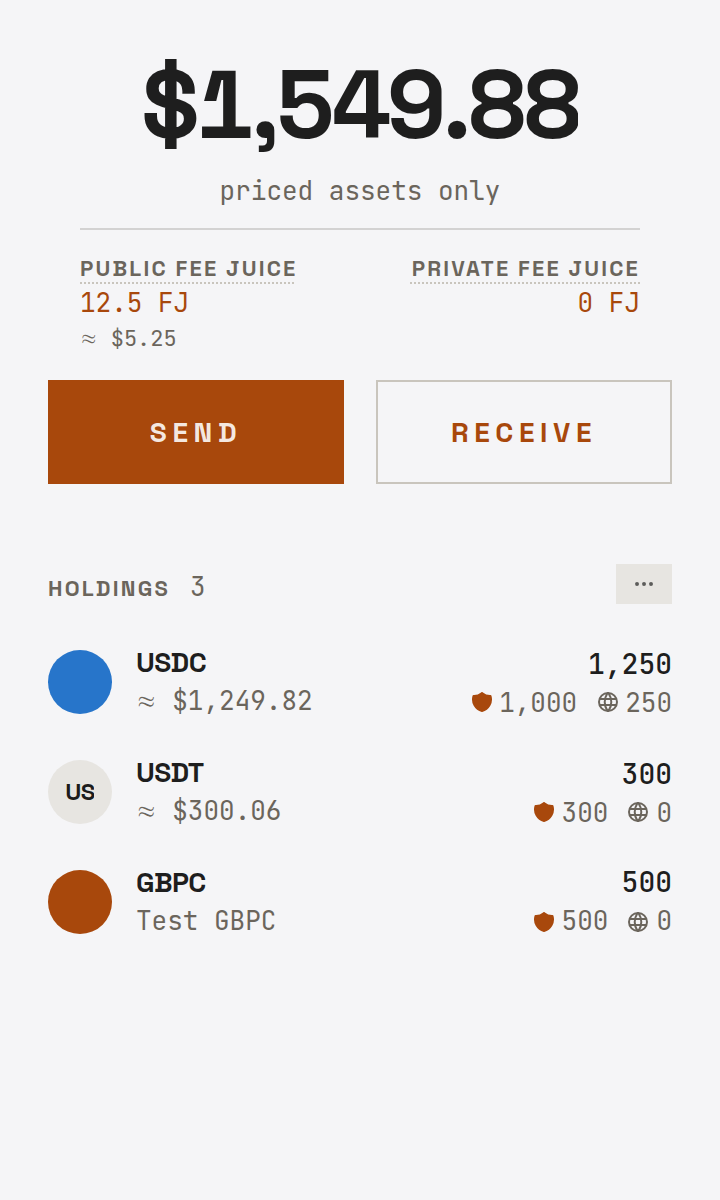 $1,549.88
priced assets only
PUBLIC FEE JUICE PRIVATE FEE JUICE
12.5 FJ 0 FJ
≈ $5.25
SEND RECEIVE
HOLDINGS 3 ...
USDC 1,250
≈ $1,249.82 1,000 250
US USDT 300
≈ $300.06 300 0
GBPC 500
Test GBPC 500 0